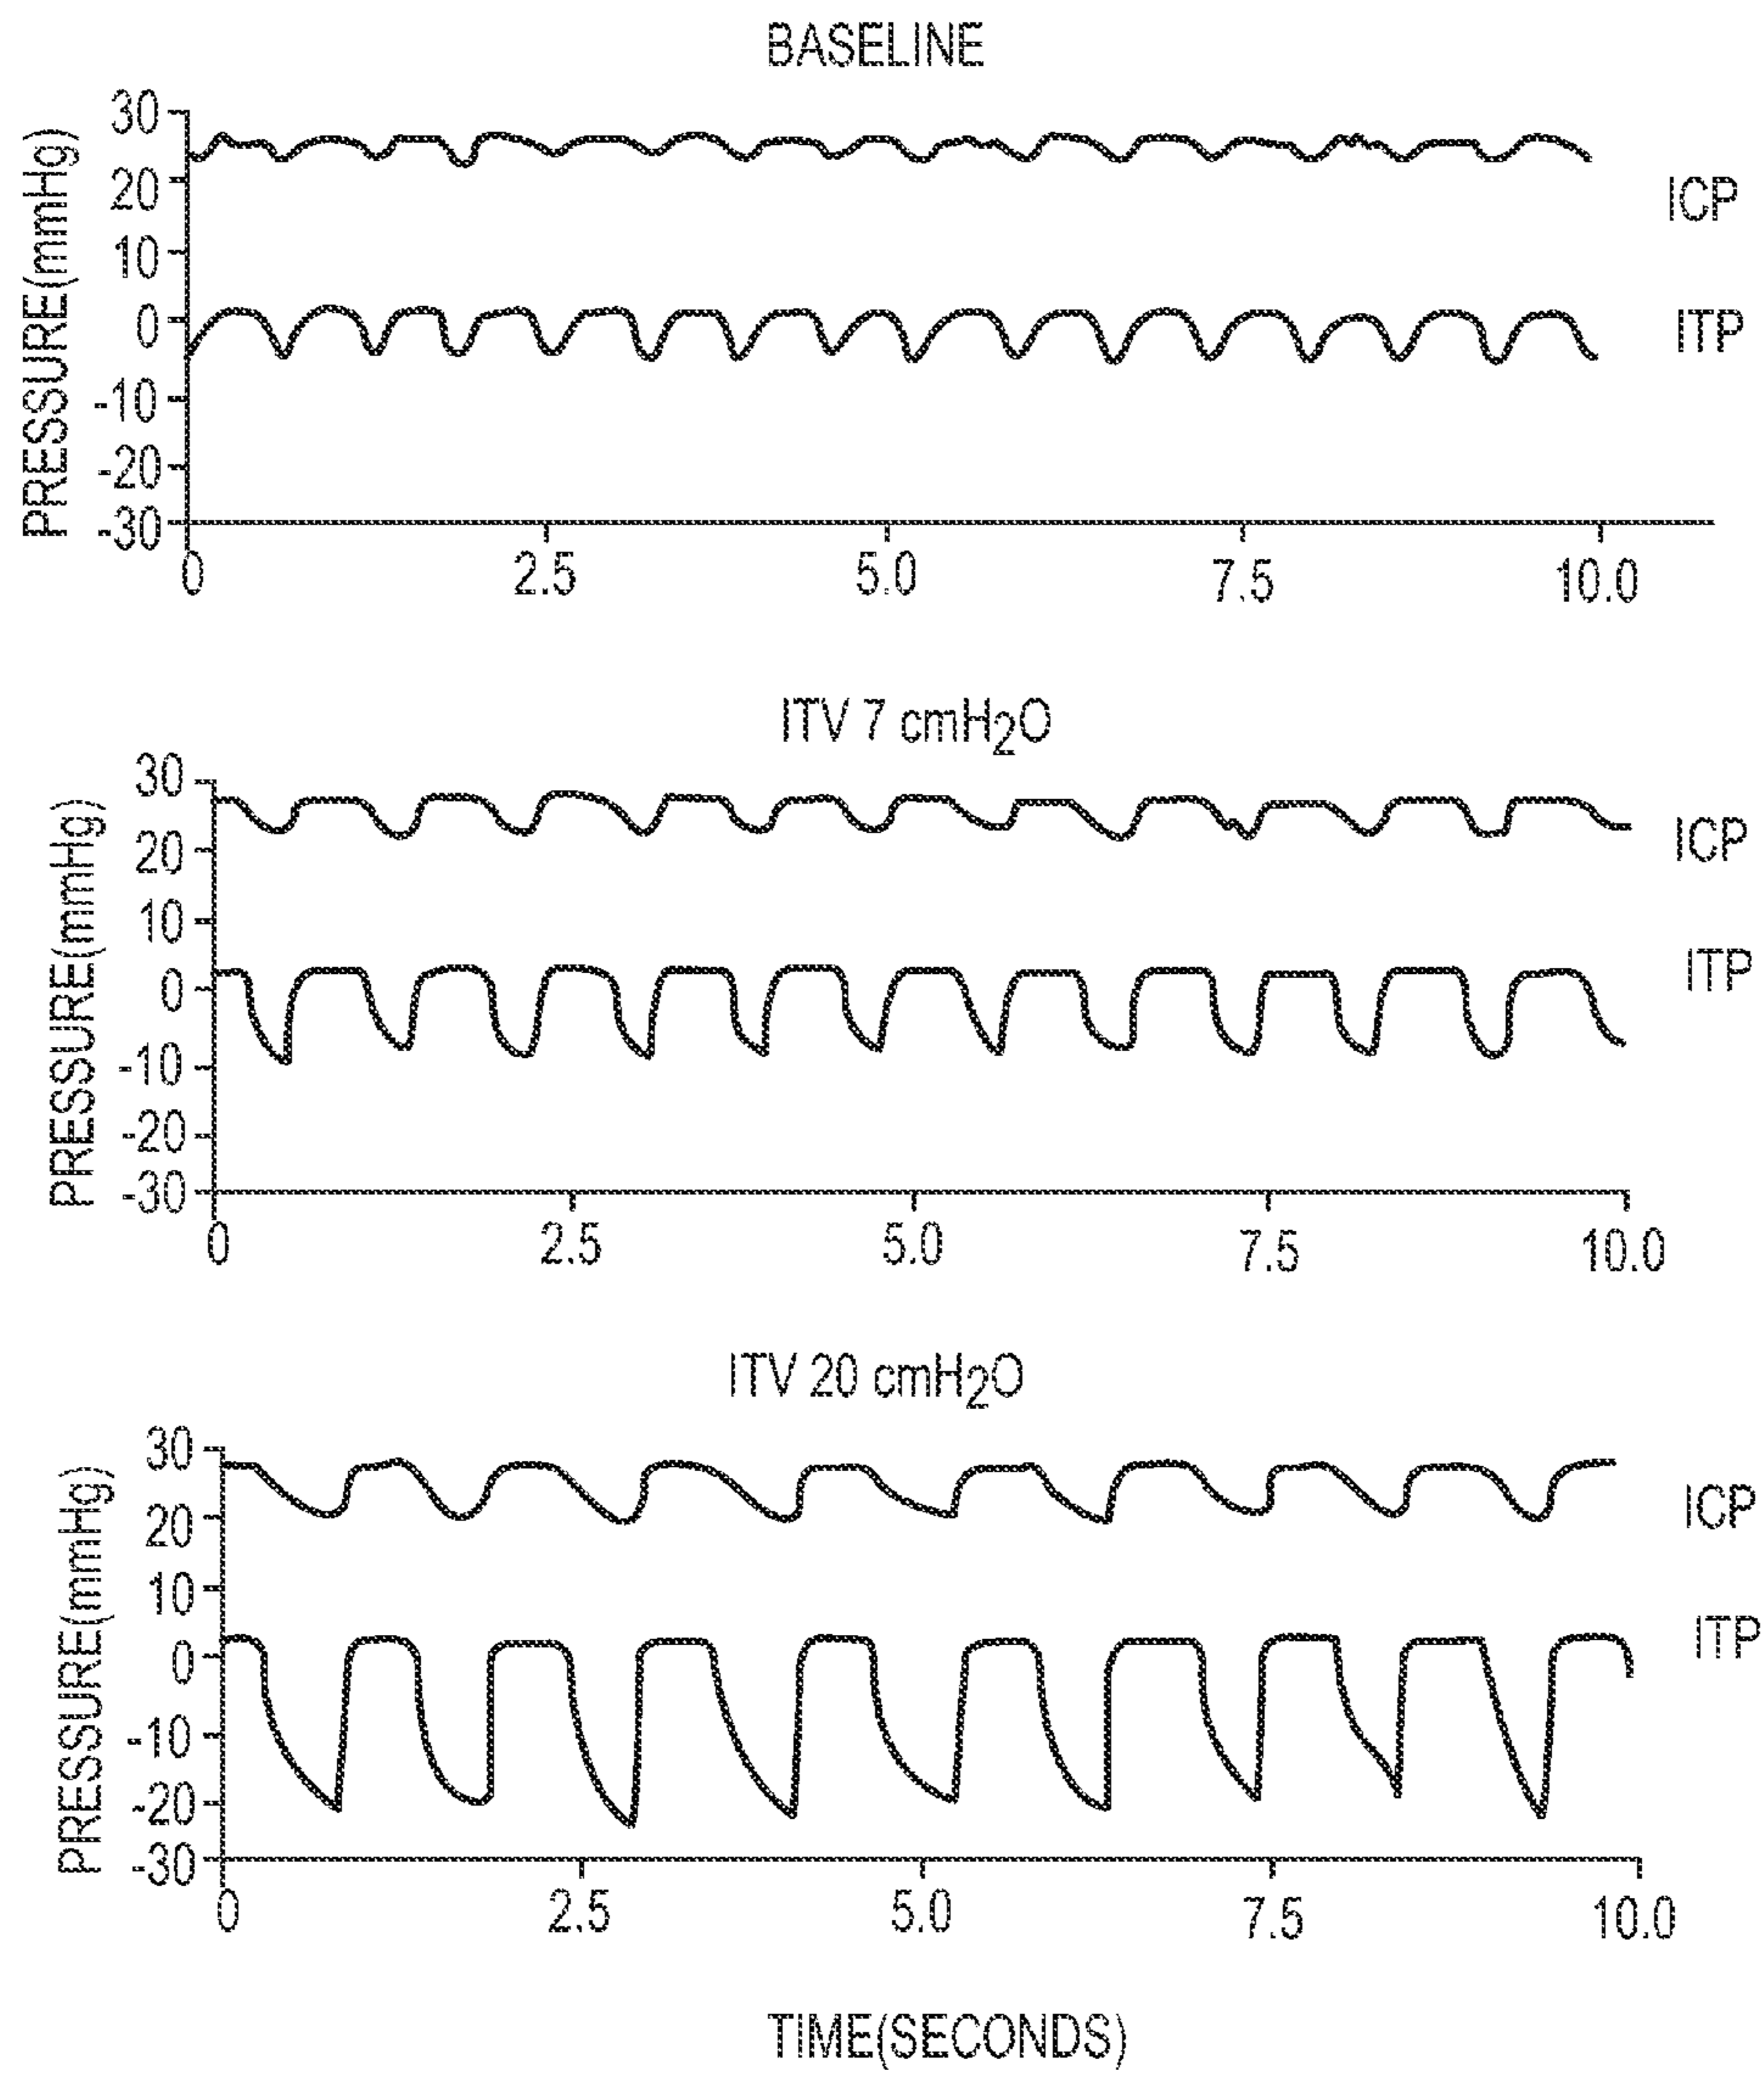 BASELINE
PRESSURE(mmHg)
30
20
10
0
-10
-20
-30
ICP
ITP
0 2.5 5.0 7.5 10.0
ITV 7 cmH₂O
PRESSURE(mmHg)
30
20
10
0
-10
-20
-30
ICP
ITP
0 2.5 5.0 7.5 10.0
ITV 20 cmH₂O
PRESSURE(mmHg)
30
20
10
0
-10
-20
-30
ICP
ITP
0 2.5 5.0 7.5 10.0
TIME(SECONDS)